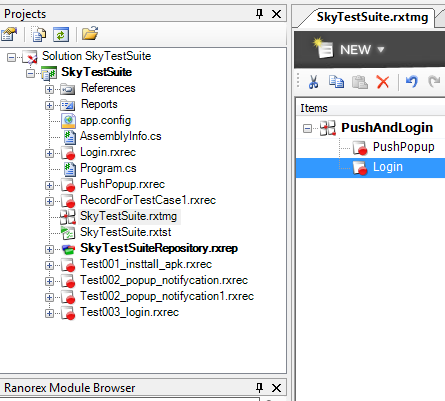 Projects
Solution SkyTestSuite
SkyTestSuite
References
Reports
app.config
AssemblyInfo.cs
Login.rxrec
Program.cs
PushPopup.rxrec
RecordForTestCase1.rxrec
SkyTestSuite.rxtmg
SkyTestSuite.rxtst
SkyTestSuiteRepository.rxrep
Test001_insttall_apk.rxrec
Test002_popup_notifycation.rxrec
Test002_popup_notifycation1.rxrec
Test003_login.rxrec
Ranorex Module Browser
SkyTestSuite.rxtmg
NEW
Items
PushAndLogin
PushPopup
Login